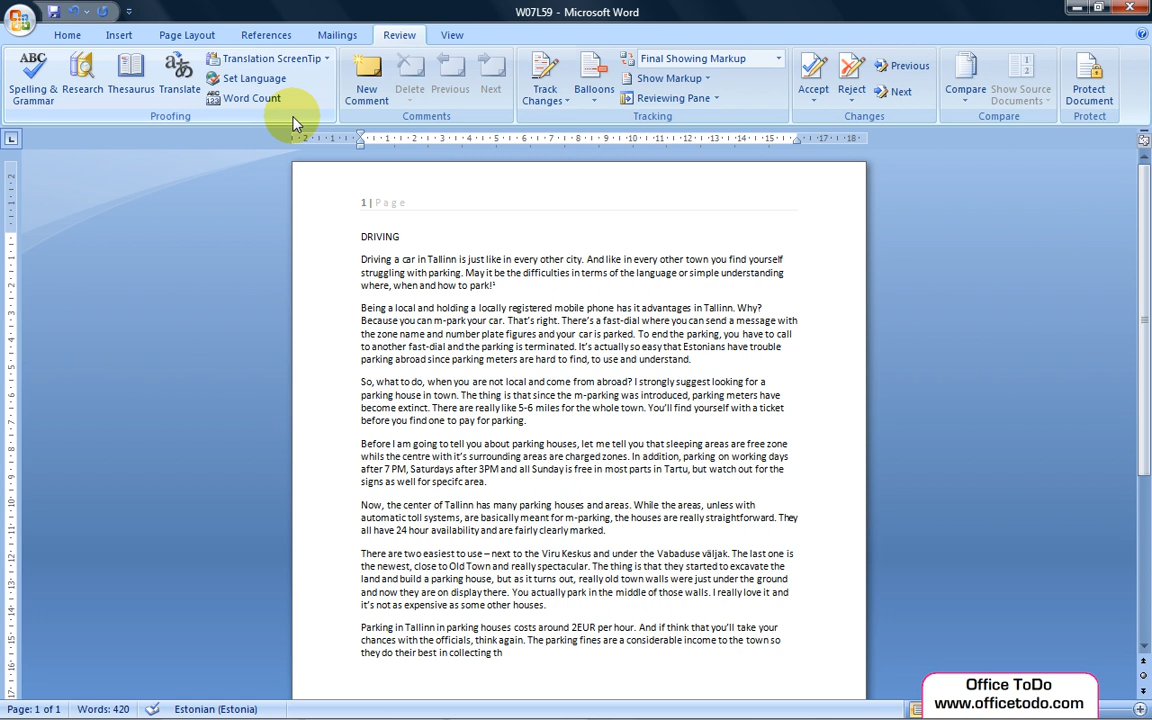 W07L59 - Microsoft Word
Home Insert Page Layout References Mailings Review View
ABC Spelling & Grammar
Research
Thesaurus
Translate
Translation ScreenTip
Set Language
ABC 123 Word Count
Proofing
New Comment
Delete
Previous
Next
Comments
Track Changes
Balloons
Final Showing Markup
Show Markup
Reviewing Pane
Tracking
Accept
Reject
Previous
Next
Changes
Compare
Show Source Documents
Compare
Protect Document
Protect
2 1 1 2 3 4 5 6 7 8 9 10 11 12 13 14 15 17 18
1 | Page
DRIVING
Driving a car in Tallinn is just like in every other city. And like in every other town you find yourself
struggling with parking. May it be the difficulties in terms of the language or simple understanding
where, when and how to park!¹
Being a local and holding a locally registered mobile phone has it advantages in Tallinn. Why?
Because you can m-park your car. That's right. There's a fast-dial where you can send a message with
the zone name and number plate figures and your car is parked. To end the parking, you have to call
to another fast-dial and the parking is terminated. It's actually so easy that Estonians have trouble
parking abroad since parking meters are hard to find, to use and understand.
So, what to do, when you are not local and come from abroad? I strongly suggest looking for a
parking house in town. The thing is that since the m-parking was introduced, parking meters have
become extinct. There are really like 5-6 miles for the whole town. You'll find yourself with a ticket
before you find one to pay for parking.
Before I am going to tell you about parking houses, let me tell you that sleeping areas are free zone
whils the centre with it's surrounding areas are charged zones. In addition, parking on working days
after 7 PM, Saturdays after 3PM and all Sunday is free in most parts in Tartu, but watch out for the
signs as well for specifc area.
Now, the center of Tallinn has many parking houses and areas. While the areas, unless with
automatic toll systems, are basically meant for m-parking, the houses are really straightforward. They
all have 24 hour availability and are fairly clearly marked.
There are two easiest to use – next to the Viru Keskus and under the Vabaduse väljak. The last one is
the newest, close to Old Town and really spectacular. The thing is that they started to excavate the
land and build a parking house, but as it turns out, really old town walls were just under the ground
and now they are on display there. You actually park in the middle of those walls. I really love it and
it's not as expensive as some other houses.
Parking in Tallinn in parking houses costs around 2EUR per hour. And if think that you'll take your
chances with the officials, think again. The parking fines are a considerable income to the town so
they do their best in collecting th
Page: 1 of 1 Words: 420 Estonian (Estonia)
Office ToDo
www.officetodo.com